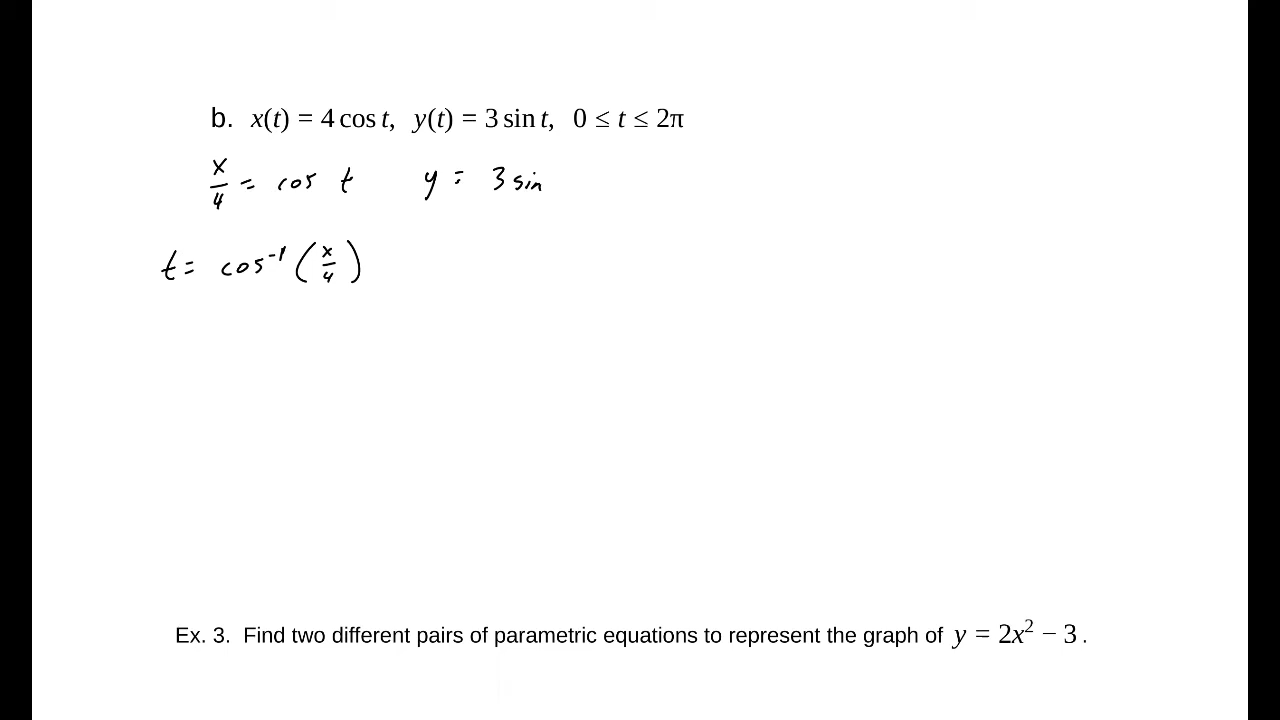 b. x(t) = 4 cos t, y(t) = 3 sin t, 0 ≤ t ≤ 2π
x/4 = cos t y = 3 sin
t = cos⁻¹ (x/4)
Ex. 3. Find two different pairs of parametric equations to represent the graph of y = 2x² − 3 .